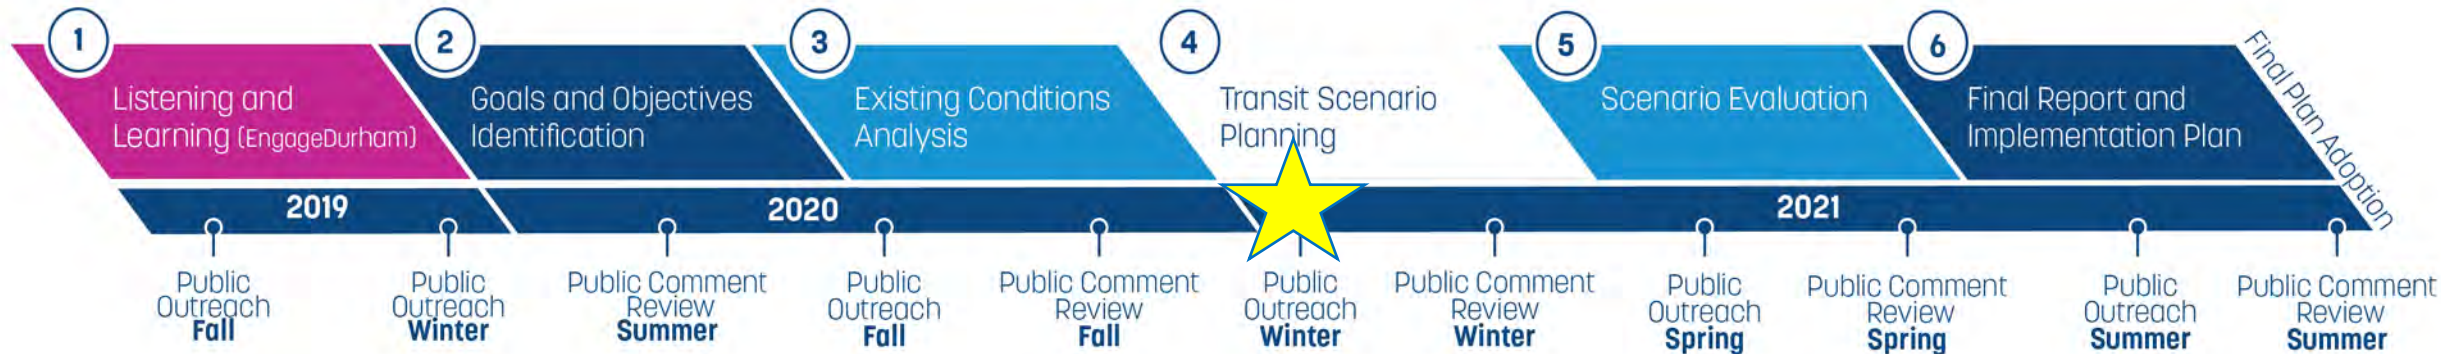 1
Listening and
Learning (EngageDurham)
2
Goals and Objectives
Identification
3
Existing Conditions
Analysis
4
Transit Scenario
Planning
5
Scenario Evaluation
6
Final Report and
Implementation Plan
Final Plan Adoption
2019
2020
2021
Public
Outreach
Fall
Public
Outreach
Winter
Public Comment
Review
Summer
Public
Outreach
Fall
Public Comment
Review
Fall
Public
Outreach
Winter
Public Comment
Review
Winter
Public
Outreach
Spring
Public Comment
Review
Spring
Public
Outreach
Summer
Public Comment
Review
Summer